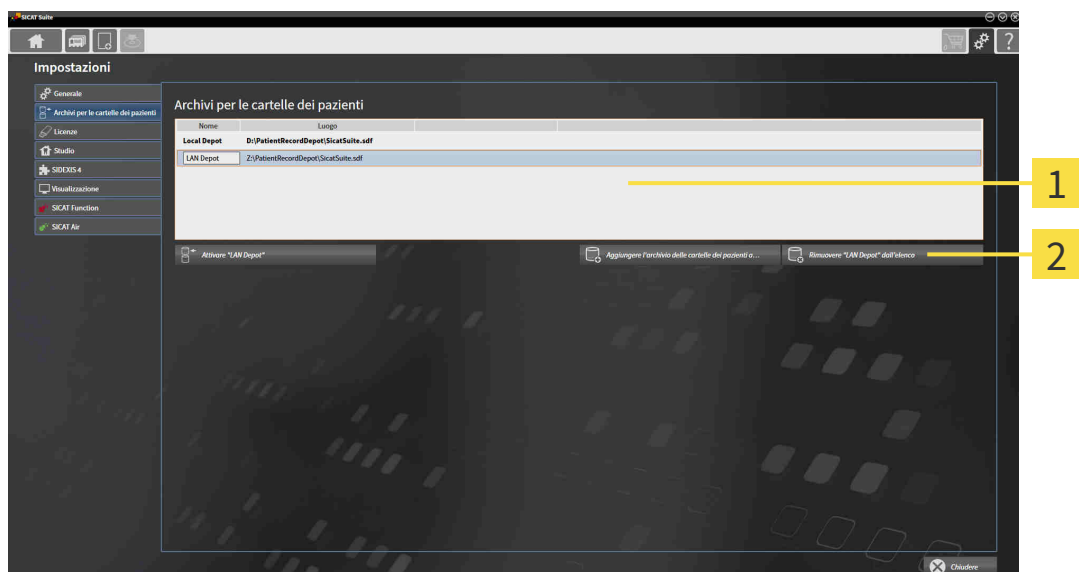 SICAT Suite
?
Impostazioni
Generale
Archivi per le cartelle dei pazienti
Licenze
Studio
SIDEXIS 4
Visualizzazione
SICAT Function
SICAT Air
Archivi per le cartelle dei pazienti
Nome Luogo
Local Depot D:\PatientRecordDepot\SicatSuite.sdf
LAN Depot Z:\PatientRecordDepot\SicatSuite.sdf
Attivare "LAN Depot"
Aggiungere l'archivio delle cartelle dei pazienti a...
Rimuovere "LAN Depot" dall'elenco
Chiudere
1
2